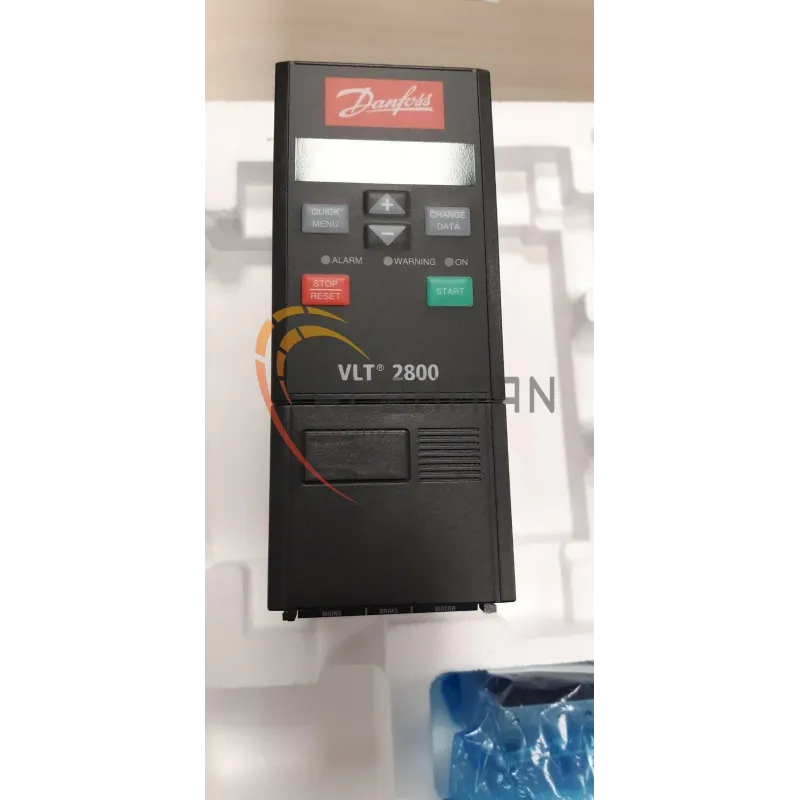 Danfoss
QUICK
MENU
+
CHANGE
DATA
−
ALARM
WARNING
ON
STOP
RESET
START
VLT® 2800
MAINS
BRAKE
MOTOR